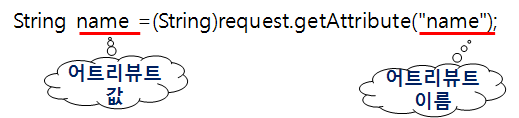 String name =(String)request.getAttribute("name");
어트리뷰트
값
어트리뷰트
이름